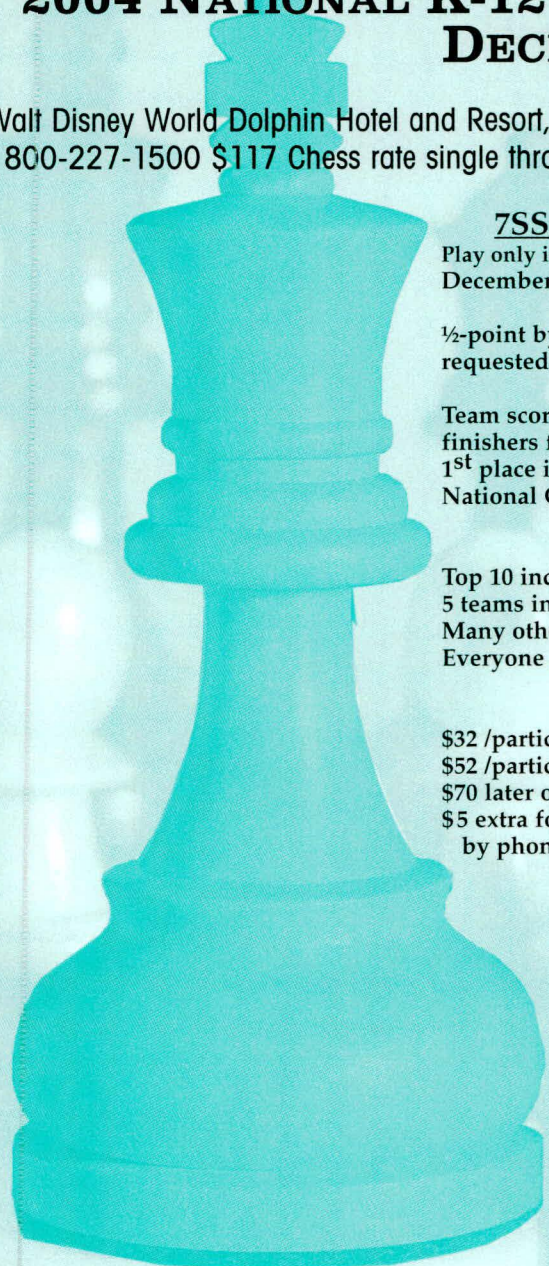 2004 NATIONAL K-12
DECE
Walt Disney World Dolphin Hotel and Resort,
800-227-1500 $117 Chess rate single thro
7SS
Play only i
December
½-point b
requested
Team scor
finishers f
1st place i
National
Top 10 inc
5 teams in
Many oth
Everyone
$32 /partic
$52 /partic
$70 later o
$5 extra fo
by phon